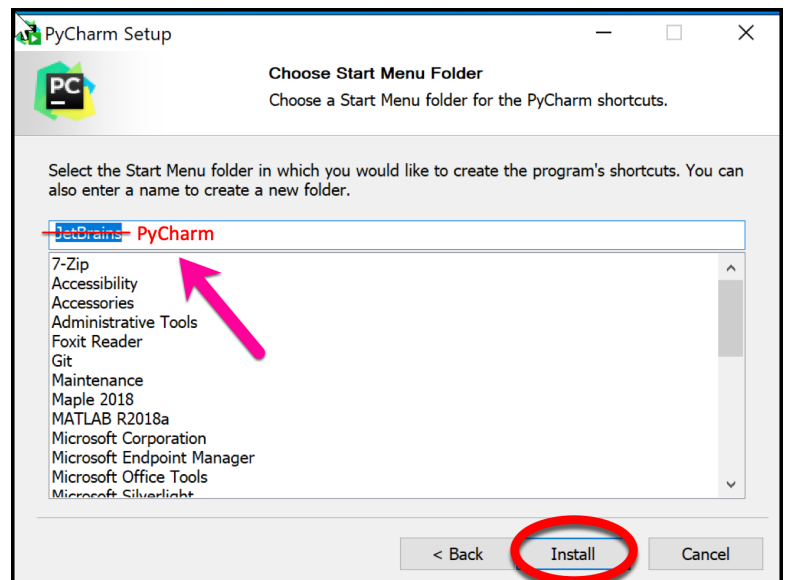 PyCharm Setup
PC
Choose Start Menu Folder
Choose a Start Menu folder for the PyCharm shortcuts.
Select the Start Menu folder in which you would like to create the program's shortcuts. You can
also enter a name to create a new folder.
JetBrains PyCharm
7-Zip
Accessibility
Accessories
Administrative Tools
Foxit Reader
Git
Maintenance
Maple 2018
MATLAB R2018a
Microsoft Corporation
Microsoft Endpoint Manager
Microsoft Office Tools
Microsoft Silverlight
< Back Install Cancel